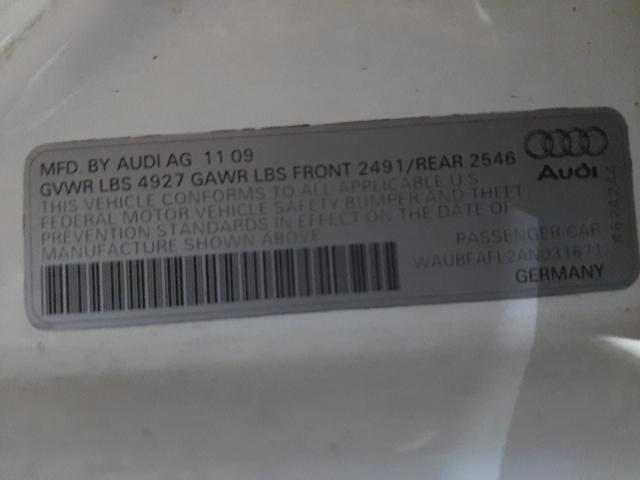 MFD. BY AUDI AG 11 09
GVWR LBS 4927 GAWR LBS FRONT 2491/REAR 2546
THIS VEHICLE CONFORMS TO ALL APPLICABLE U.S.
FEDERAL MOTOR VEHICLE SAFETY BUMPER AND THEFT
PREVENTION STANDARDS IN EFFECT ON THE DATE OF
MANUFACTURE SHOWN ABOVE
Audi
PASSENGER CAR
WAUBFAFL2AN031671
GERMANY